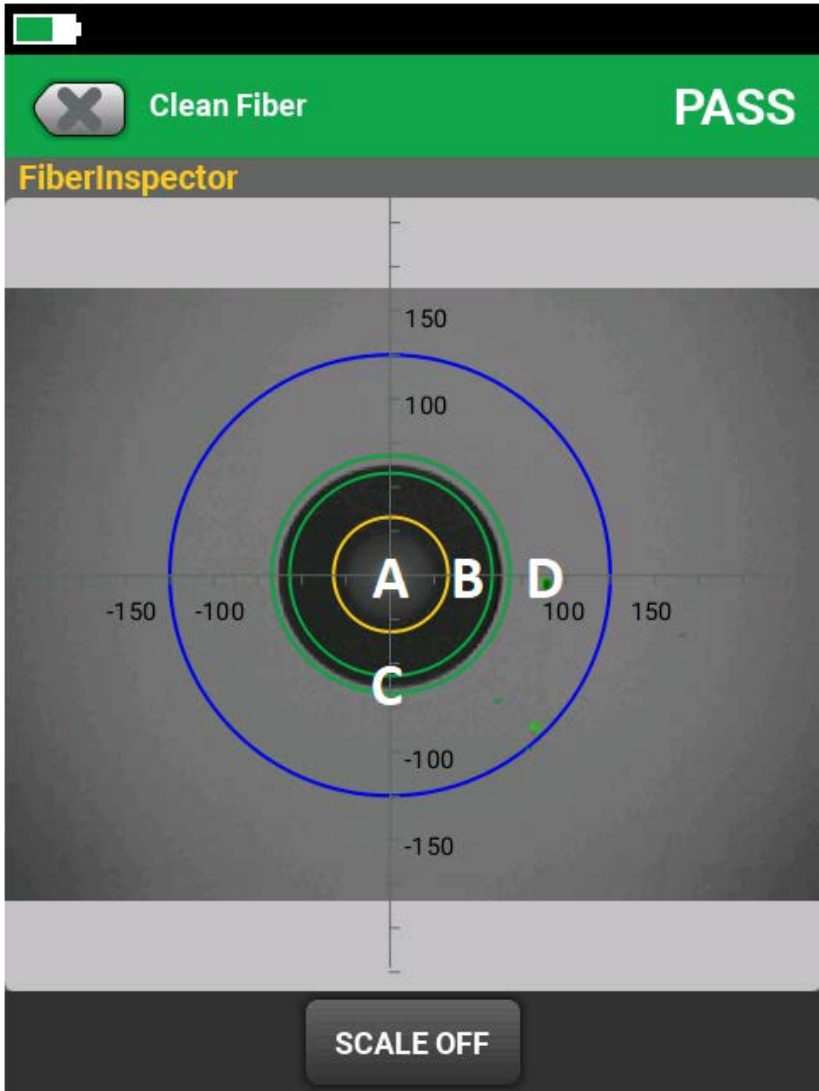 Clean Fiber
PASS
FiberInspector
150
100
A B D
-150 -100 100 150
C
-100
-150
SCALE OFF